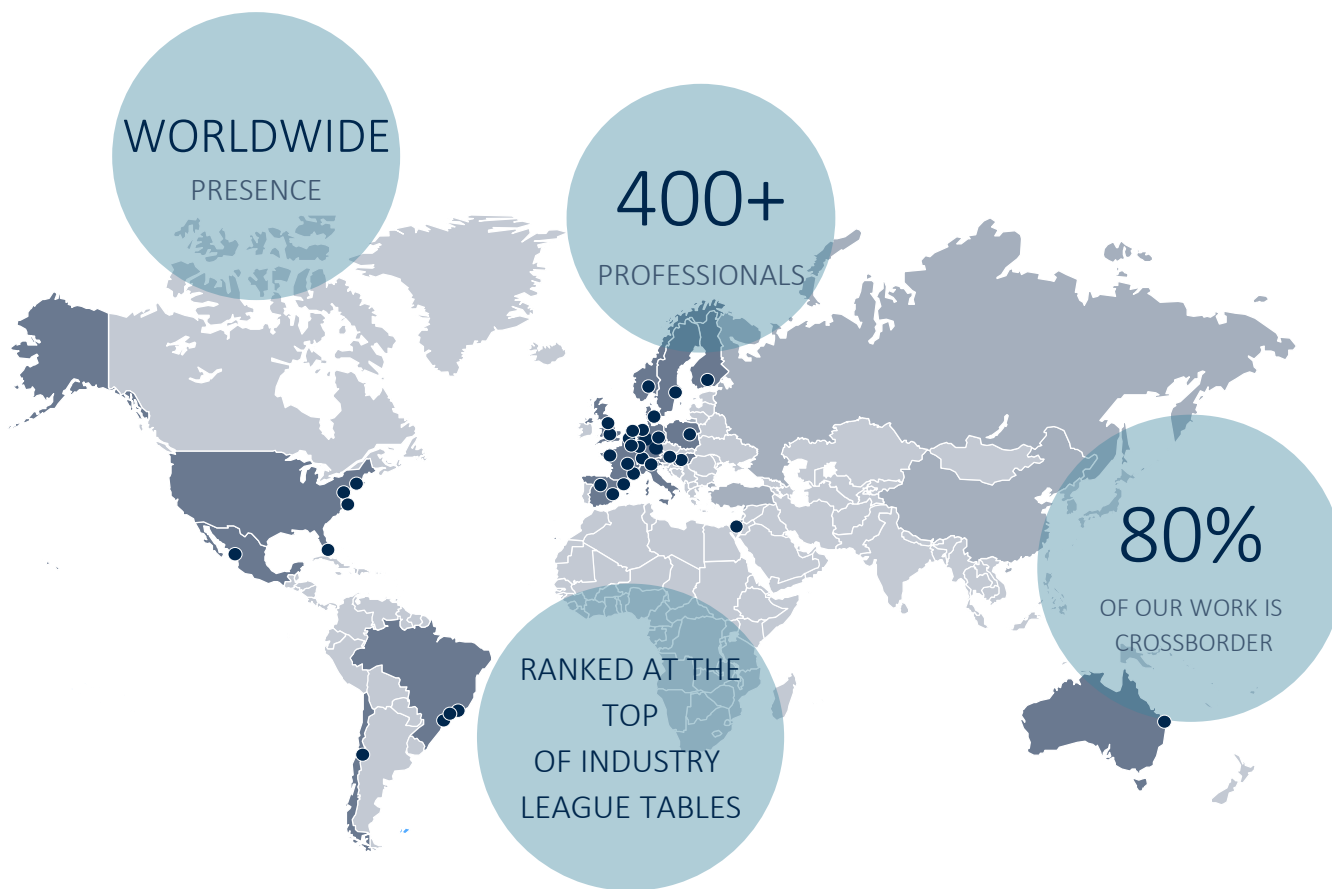 WORLDWIDE
PRESENCE
400+
PROFESSIONALS
80%
OF OUR WORK IS
CROSSBORDER
RANKED AT THE
TOP
OF INDUSTRY
LEAGUE TABLES